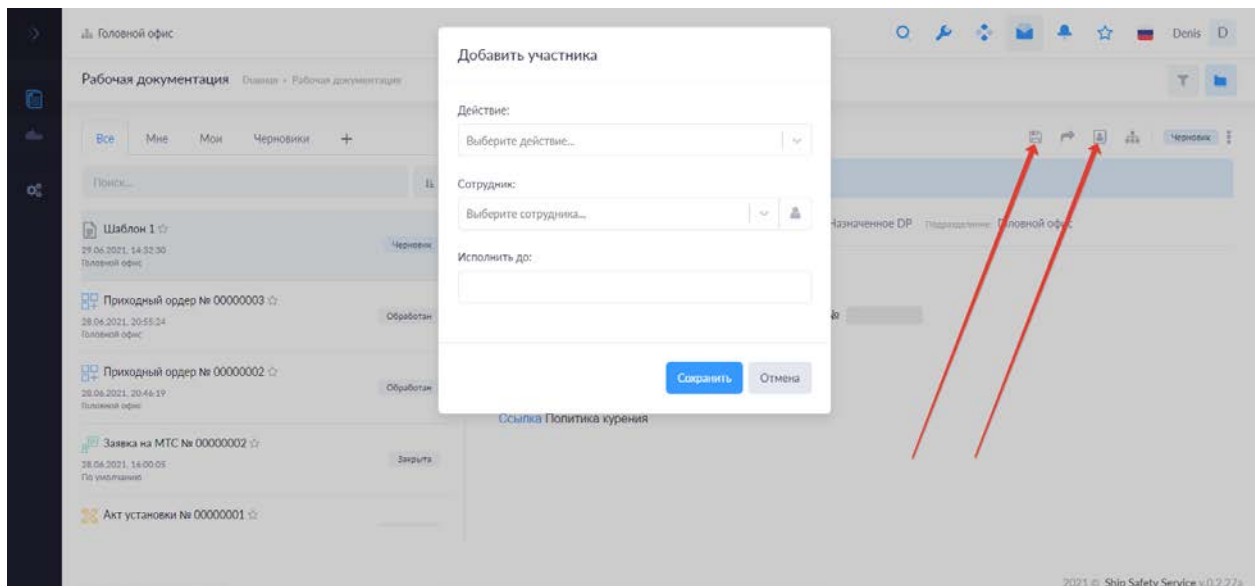 Головной офис
Denis D
Рабочая документация Главная • Рабочая документация
Все Мне Мои Черновики +
Черновик
Поиск...
Шаблон 1
29.06.2021, 14:32:30
Головной офис
Черновик
Приходный ордер № 00000003
28.06.2021, 20:55:24
Головной офис
Обработан
Приходный ордер № 00000002
28.06.2021, 20:46:19
Головной офис
Обработан
Заявка на МТС № 00000002
28.06.2021, 16:00:05
По умолчанию
Закрыта
Акт установки № 00000001
Добавить участника
Действие:
Выберите действие...
Сотрудник:
Выберите сотрудника...
Исполнить до:
Сохранить Отмена
Назначенное DP Подразделение: Головной офис
№
Ссылка Политика курения
2021 © Ship Safety Service v.0.2.27a